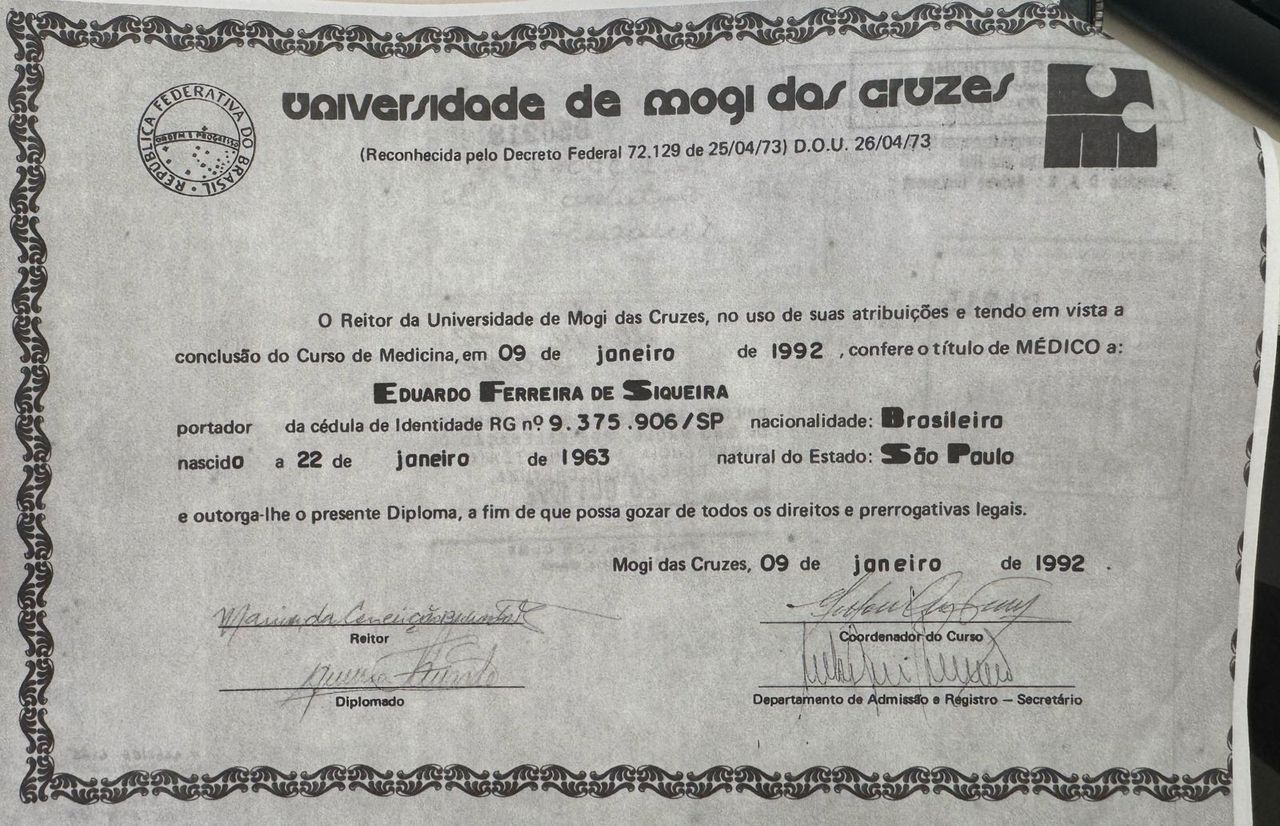 REPÚBLICA FEDERATIVA DO BRASIL
ORDEM E PROGRESSO
universidade de mogi das cruzes
(Reconhecida pelo Decreto Federal 72.129 de 25/04/73) D.O.U. 26/04/73
O Reitor da Universidade de Mogi das Cruzes, no uso de suas atribuições e tendo em vista a
conclusão do Curso de Medicina, em 09 de janeiro de 1992 , confere o título de MÉDICO a:
EDUARDO FERREIRA DE SIQUEIRA
portador da cédula de Identidade RG nº 9.375.906/SP nacionalidade: Brasileira
nascido a 22 de janeiro de 1963 natural do Estado: São Paulo
e outorga-lhe o presente Diploma, a fim de que possa gozar de todos os direitos e prerrogativas legais.
Mogi das Cruzes, 09 de janeiro de 1992 .
Reitor
Coordenador do Curso
Diplomado
Departamento de Admissão e Registro — Secretário